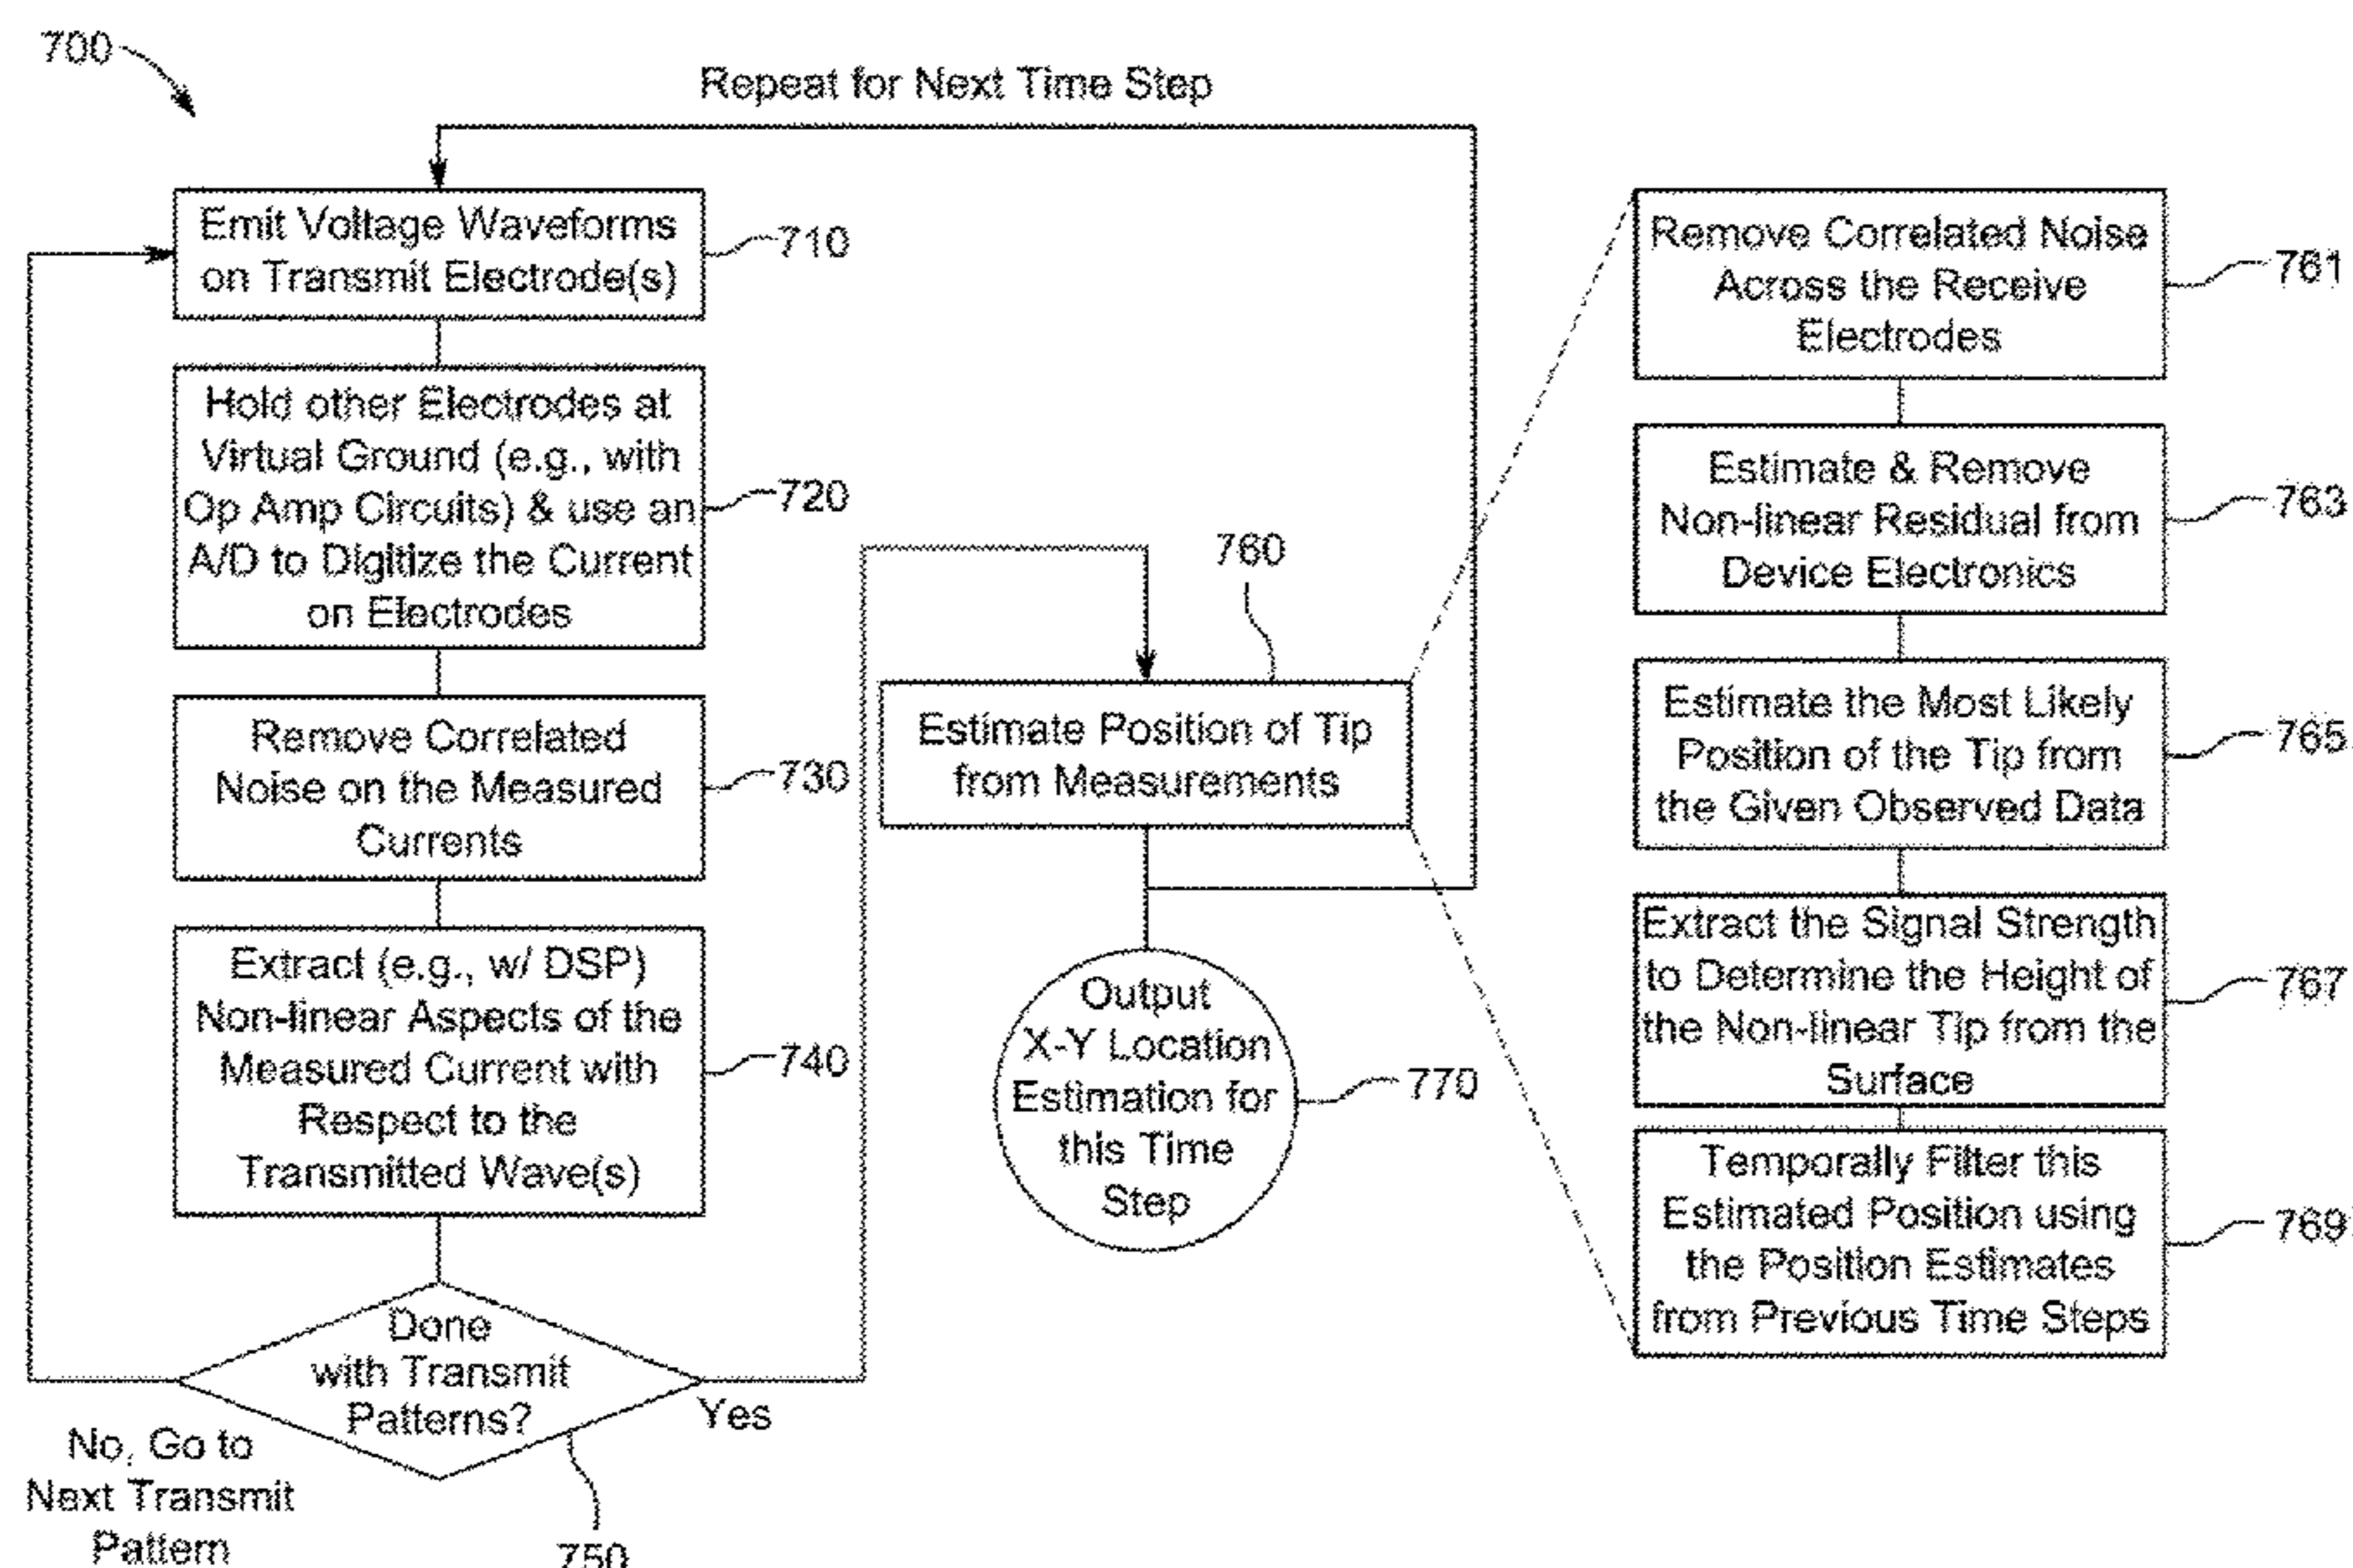 700
Repeat for Next Time Step
Emit Voltage Waveforms
on Transmit Electrode(s)
710
Hold other Electrodes at
Virtual Ground (e.g., with
Op Amp Circuits) & use an
A/D to Digitize the Current
on Electrodes
720
Remove Correlated
Noise on the Measured
Currents
730
Extract (e.g., w/ DSP)
Non-linear Aspects of the
Measured Current with
Respect to the
Transmitted Wave(s)
740
Done
with Transmit
Patterns?
Yes
No, Go to
Next Transmit
Pattern
750
760
Estimate Position of Tip
from Measurements
Output
X-Y Location
Estimation for
this Time
Step
770
Remove Correlated Noise
Across the Receive
Electrodes
761
Estimate & Remove
Non-linear Residual from
Device Electronics
763
Estimate the Most Likely
Position of the Tip from
the Given Observed Data
765
Extract the Signal Strength
to Determine the Height of
the Non-linear Tip from the
Surface
767
Temporally Filter this
Estimated Position using
the Position Estimates
from Previous Time Steps
769